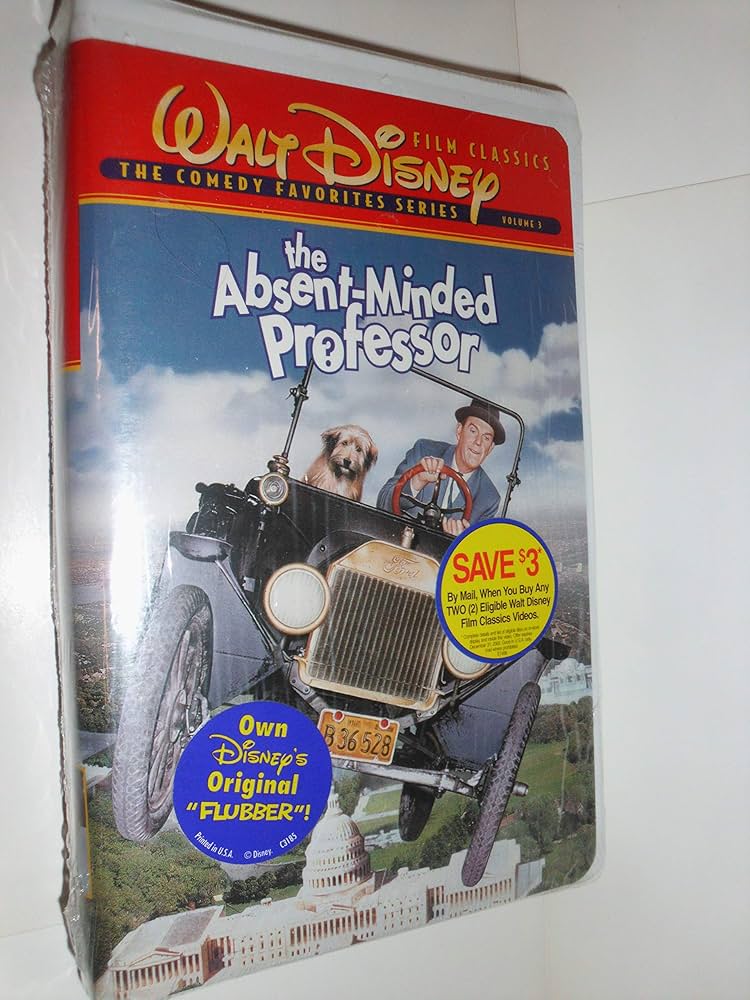 WALT DISNEY FILM CLASSICS
THE COMEDY FAVORITES SERIES VOLUME 3
the
Absent-Minded
Professor
Ford
SAVE $3*
By Mail, When You Buy Any
TWO (2) Eligible Walt Disney
Film Classics Videos.
B 36 528
Own
Disney's
Original
"FLUBBER"!
Printed in U.S.A. © Disney. C3185